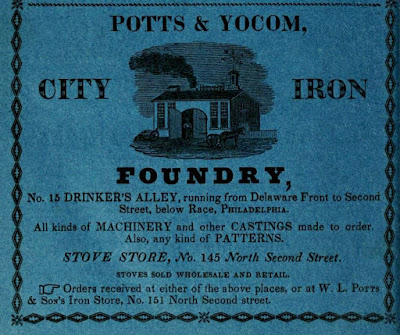 POTTS & YOCOM,
CITY IRON
FOUNDRY,
No. 15 DRINKER'S ALLEY, running from Delaware Front to Second
Street, below Race, PHILADELPHIA.
All kinds of MACHINERY and other CASTINGS made to order.
Also, any kind of PATTERNS.
STOVE STORE, No. 145 North Second Street.
STOVES SOLD WHOLESALE AND RETAIL.
☞ Orders received at either of the above places, or at W. L. POTTS
& Son's Iron Store, No. 151 North Second street.